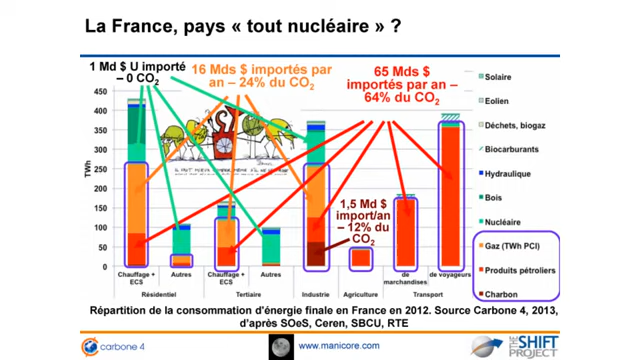 La France, pays « tout nucléaire » ?
1 Md $ U importé
– 0 CO2
16 Mds $ importés par
an – 24% du CO2
65 Mds $
importés par an –
64% du CO2
1,5 Md $
import/an
– 12% du
CO2
TWh
450
400
350
300
250
200
150
100
50
0
Solaire
Eolien
Déchets, biogaz
Biocarburants
Hydraulique
Bois
Nucléaire
Gaz (TWh PCI)
Produits pétroliers
Charbon
Chauffage +
ECS
Autres
Chauffage +
ECS
Autres
Industrie
Agriculture
de
marchandises
de voyageurs
Résidentiel
Tertiaire
Transport
Répartition de la consommation d'énergie finale en France en 2012. Source Carbone 4, 2013,
d'après SOeS, Ceren, SBCU, RTE
carbone 4
www.manicore.com
THE SHIFT
PROJECT